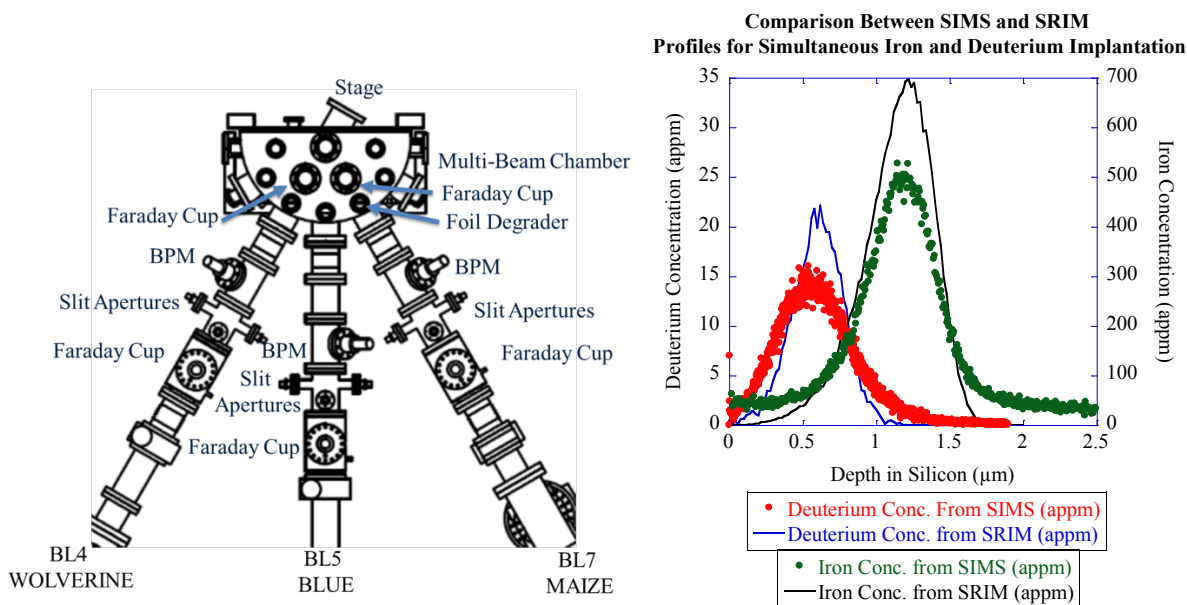 Stage
Multi-Beam Chamber
Faraday Cup
Faraday Cup
Foil Degrader
BPM
BPM
Slit Apertures
Slit Apertures
Faraday Cup
BPM
Faraday Cup
Slit
Apertures
Faraday Cup
BL4
WOLVERINE
BL5
BLUE
BL7
MAIZE
Comparison Between SIMS and SRIM
Profiles for Simultaneous Iron and Deuterium Implantation
Deuterium Concentration (appm)
35
30
25
20
15
10
5
0
700
600
500
400
300
200
100
0
Iron Concentration (appm)
0 0.5 1 1.5 2 2.5
Depth in Silicon (µm)
Deuterium Conc. From SIMS (appm)
Deuterium Conc. from SRIM (appm)
Iron Conc. from SIMS (appm)
Iron Conc. from SRIM (appm)